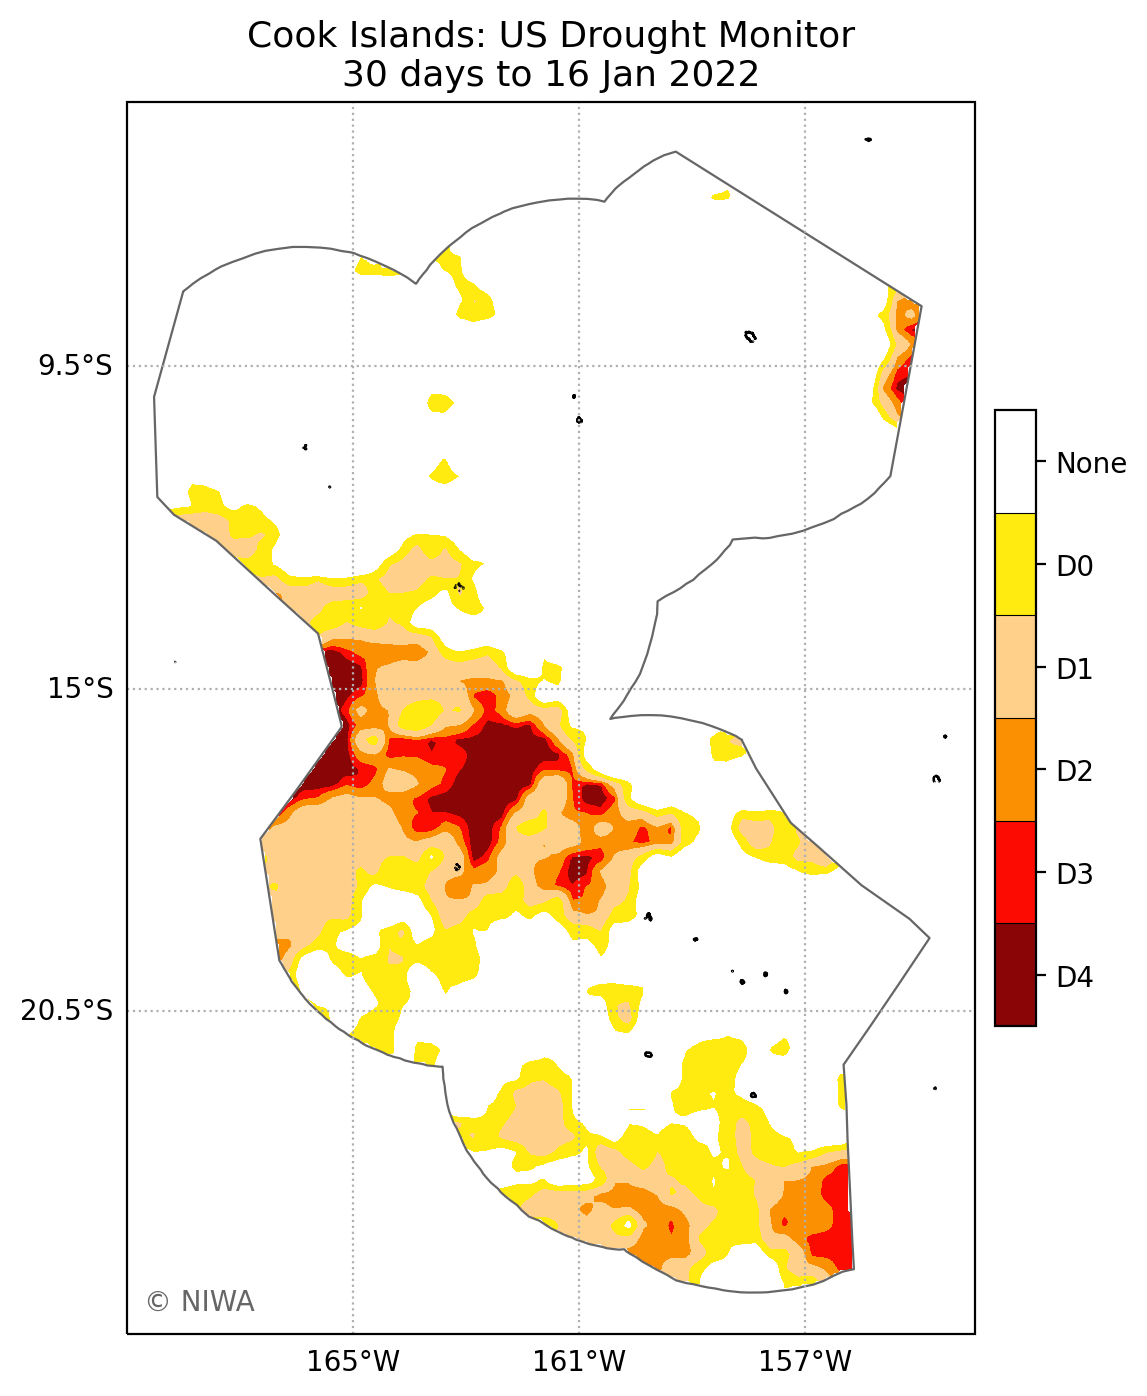 Cook Islands: US Drought Monitor
30 days to 16 Jan 2022
9.5°S
15°S
20.5°S
165°W
161°W
157°W
None
D0
D1
D2
D3
D4
© NIWA